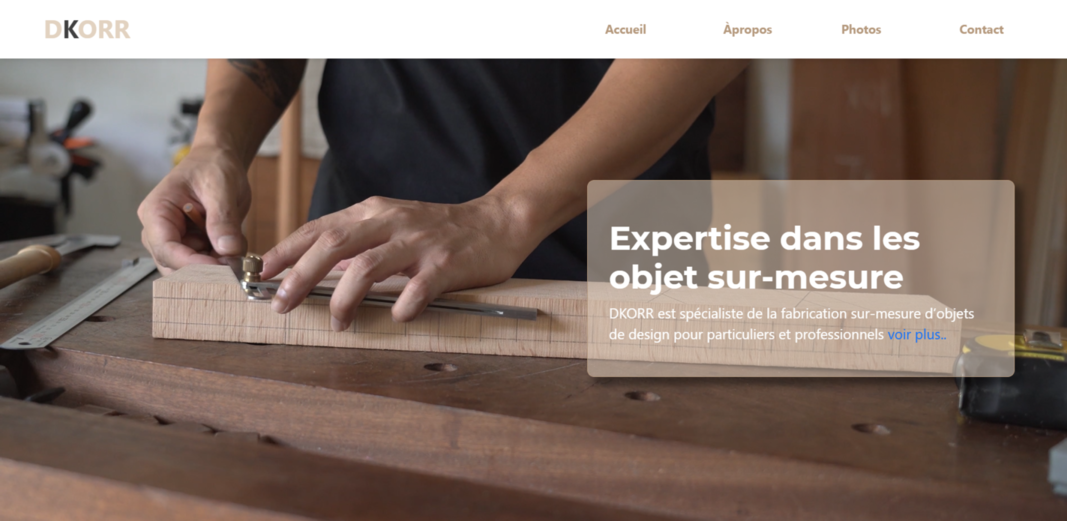 DKORR
Accueil
Àpropos
Photos
Contact
Expertise dans les
objet sur-mesure
DKORR est spécialiste de la fabrication sur-mesure d'objets
de design pour particuliers et professionnels voir plus..